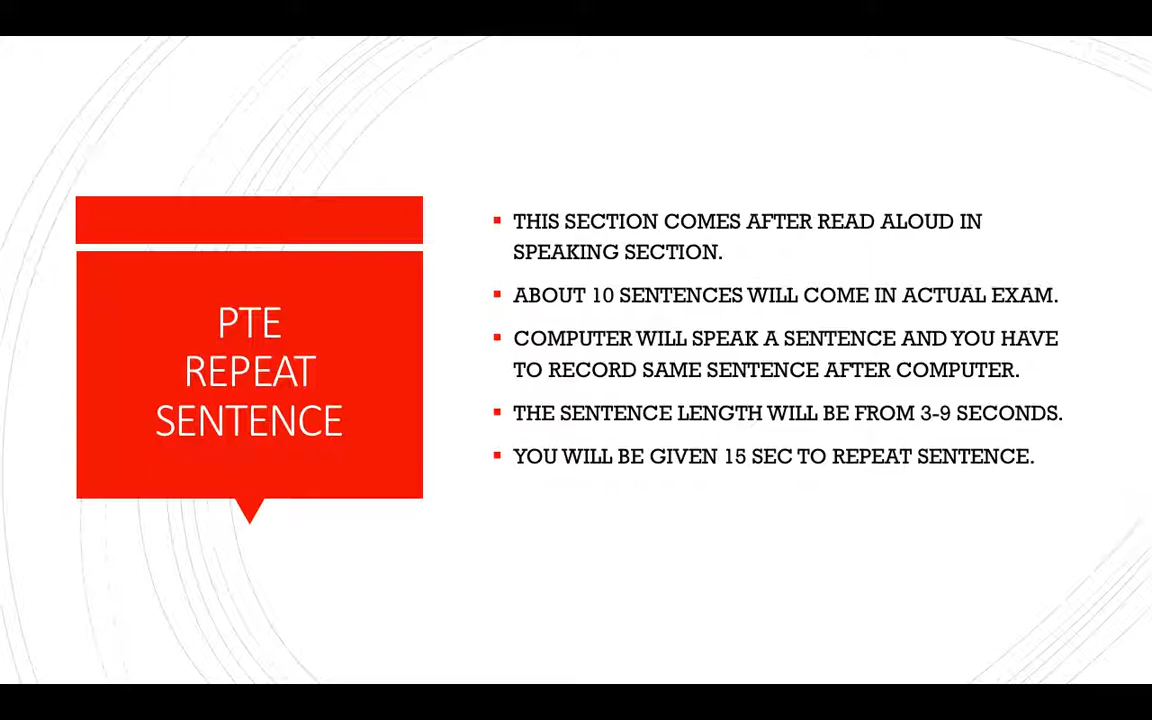 PTE
REPEAT
SENTENCE
▪ THIS SECTION COMES AFTER READ ALOUD IN
SPEAKING SECTION.
▪ ABOUT 10 SENTENCES WILL COME IN ACTUAL EXAM.
▪ COMPUTER WILL SPEAK A SENTENCE AND YOU HAVE
TO RECORD SAME SENTENCE AFTER COMPUTER.
▪ THE SENTENCE LENGTH WILL BE FROM 3-9 SECONDS.
▪ YOU WILL BE GIVEN 15 SEC TO REPEAT SENTENCE.